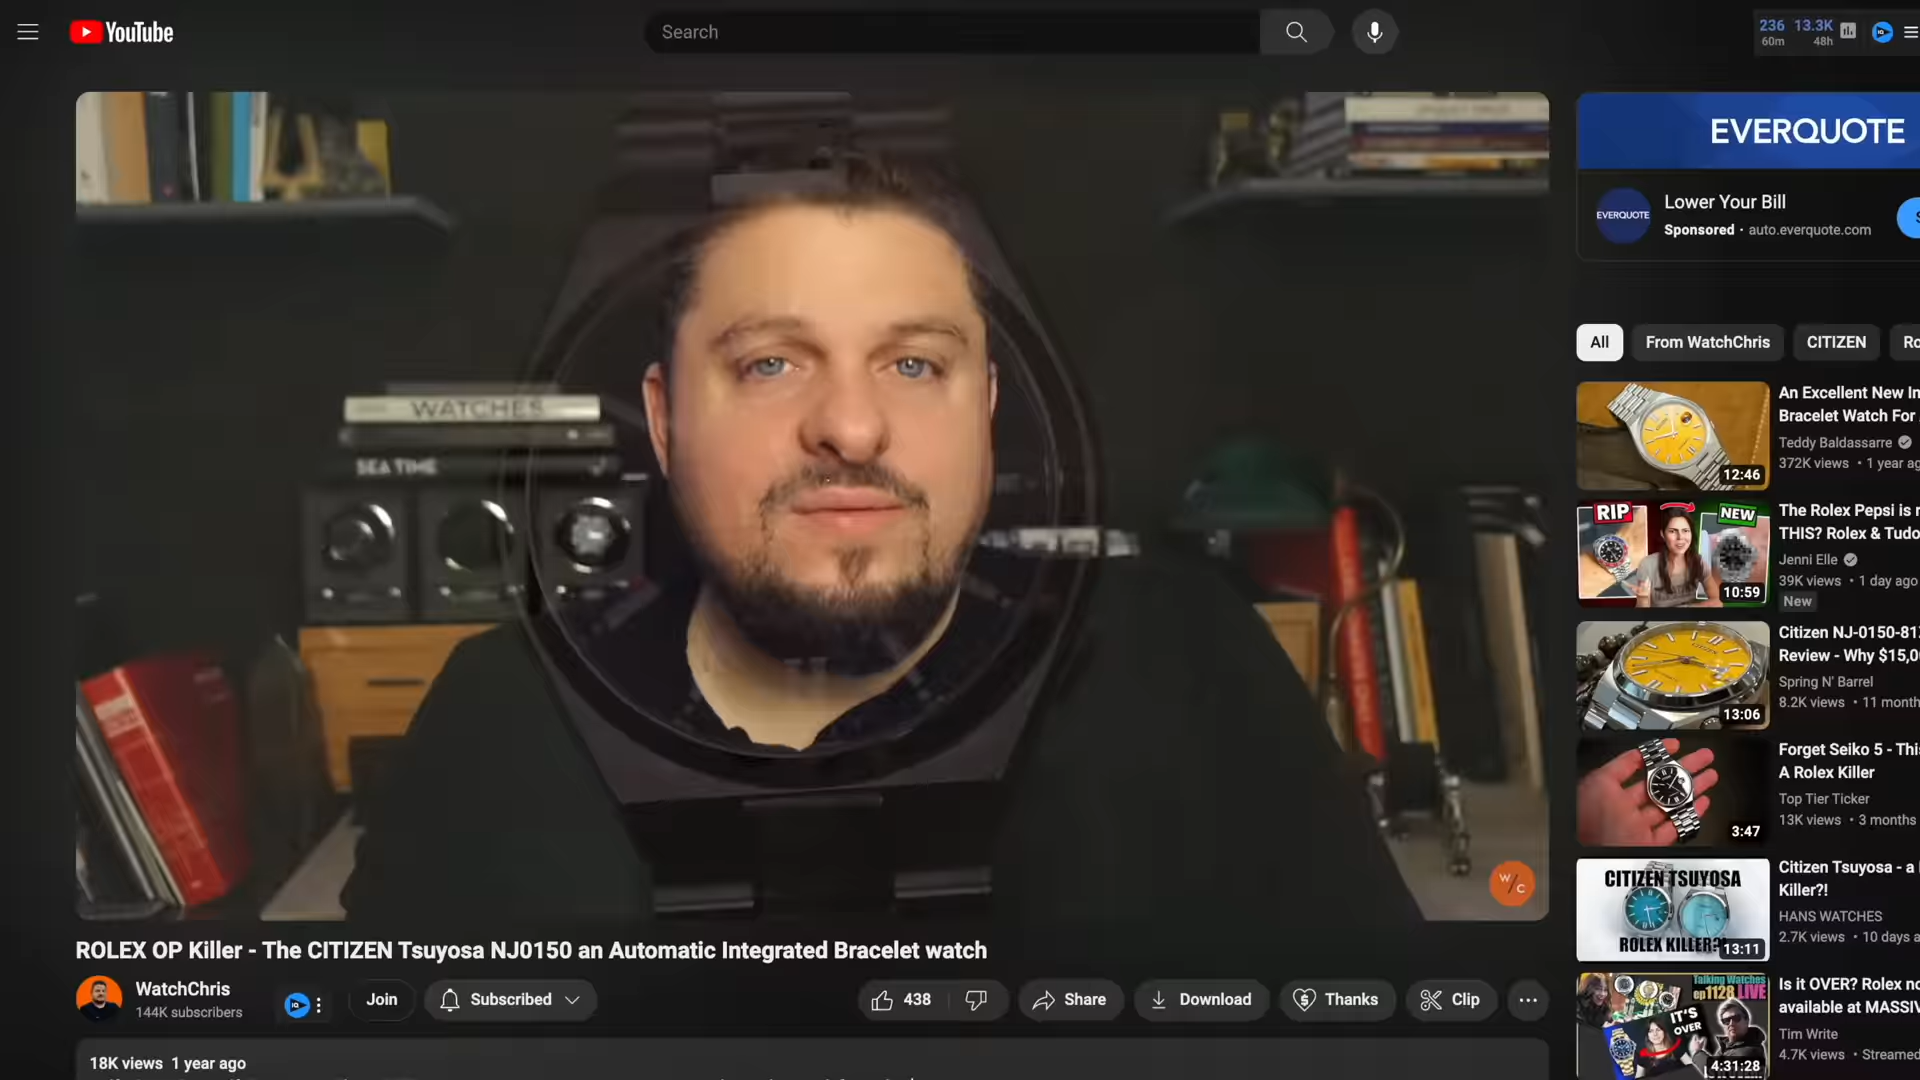 YouTube
Search
236 13.3K
60m 48h
WATCHES
SEA TIME
W/C
EVERQUOTE
EVERQUOTE
Lower Your Bill
Sponsored · auto.everquote.com
All From WatchChris CITIZEN
An Excellent New
Bracelet Watch For
Teddy Baldassarre
372K views • 1 year
12:46
RIP NEW
The Rolex Pepsi is
THIS? Rolex & Tudo
Jenni Elle
39K views • 1 day ago
New
10:59
Citizen NJ-0150-81
Review - Why $15,0
Spring N' Barrel
8.2K views • 11 month
13:06
Forget Seiko 5 - This
A Rolex Killer
Top Tier Ticker
13K views • 3 months
3:47
CITIZEN TSUYOSA
ROLEX KILLER?
13:11
Citizen Tsuyosa - a
Killer?!
HANS WATCHES
2.7K views • 10 days
Talking Watches
ep1128 LIVE
IT'S
OVER
4:31:28
Is it OVER? Rolex
available at MASSIV
Tim Write
4.7K views • Streamed
ROLEX OP Killer - The CITIZEN Tsuyosa NJ0150 an Automatic Integrated Bracelet watch
WatchChris
144K subscribers
Join
Subscribed
438
Share
Download
Thanks
Clip
18K views 1 year ago